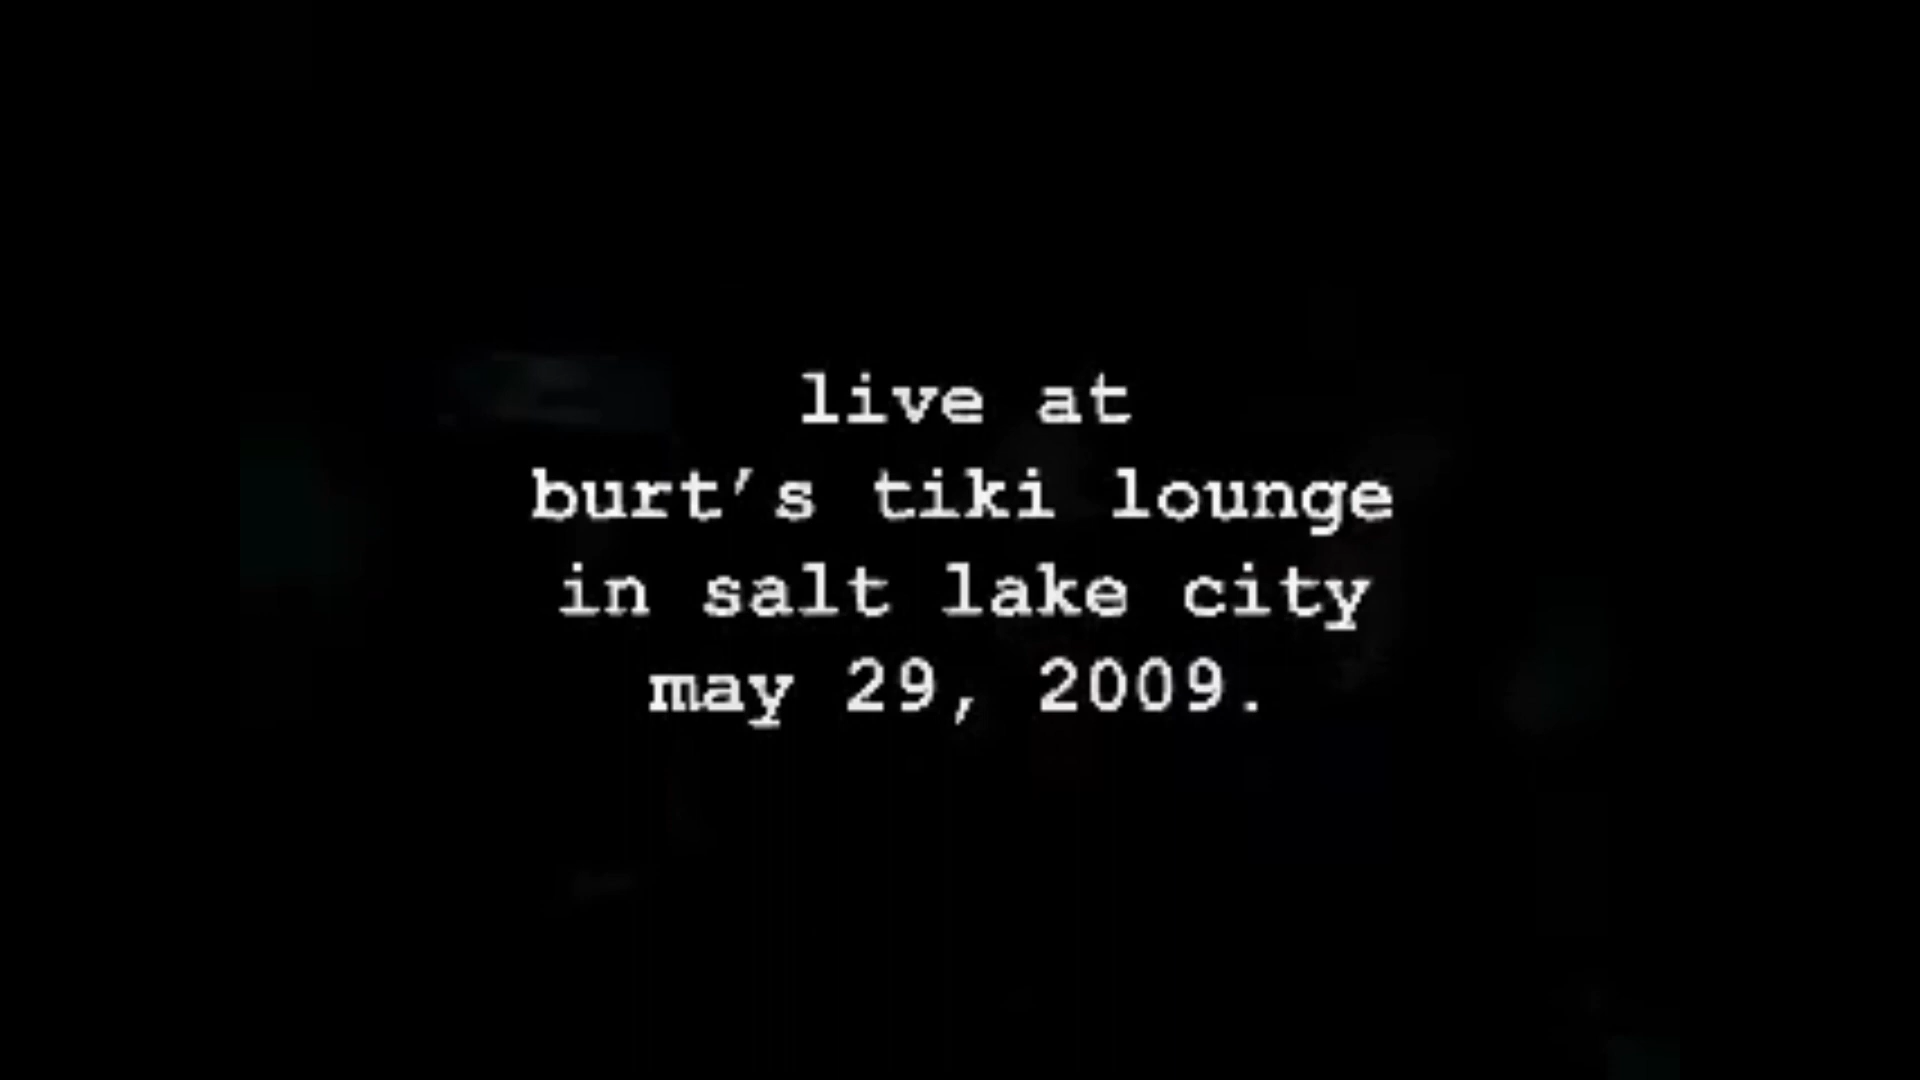 live at
burt's tiki lounge
in salt lake city
may 29, 2009.